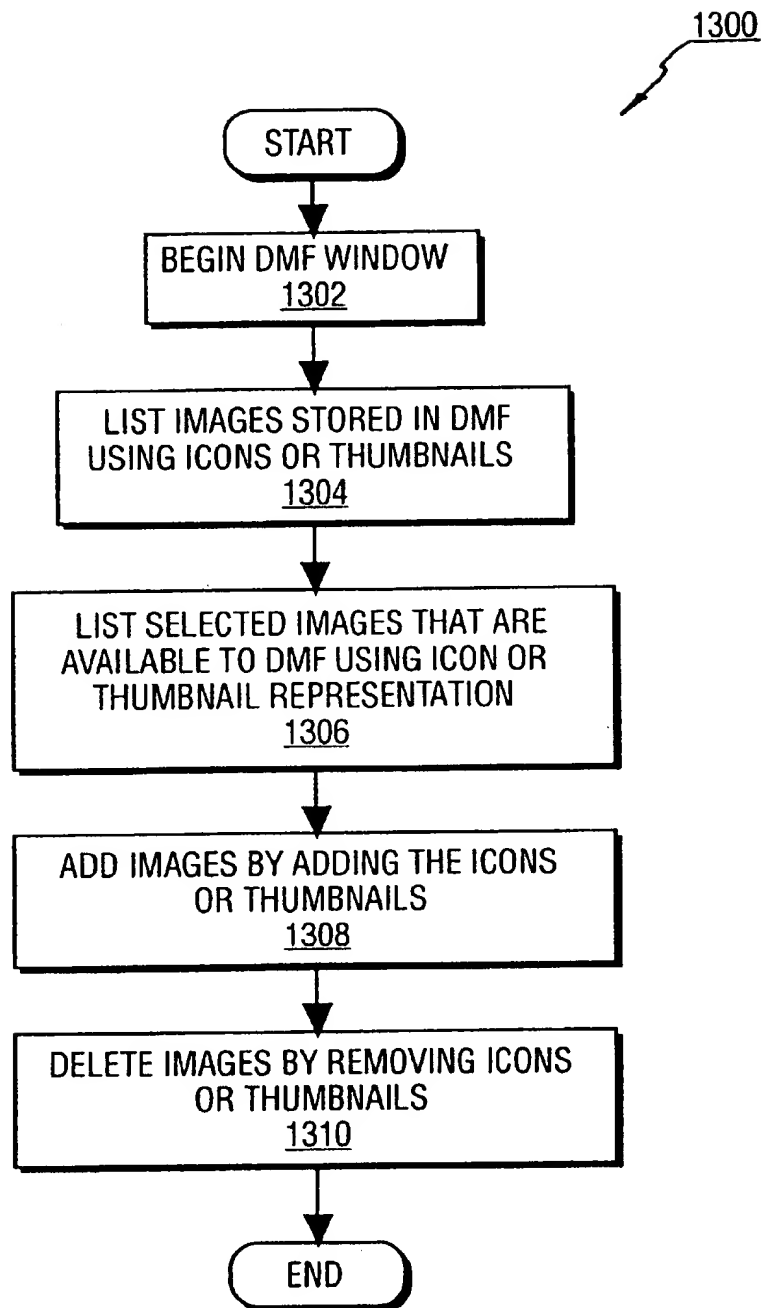 1300
START
BEGIN DMF WINDOW
1302
LIST IMAGES STORED IN DMF
USING ICONS OR THUMBNAILS
1304
LIST SELECTED IMAGES THAT ARE
AVAILABLE TO DMF USING ICON OR
THUMBNAIL REPRESENTATION
1306
ADD IMAGES BY ADDING THE ICONS
OR THUMBNAILS
1308
DELETE IMAGES BY REMOVING ICONS
OR THUMBNAILS
1310
END